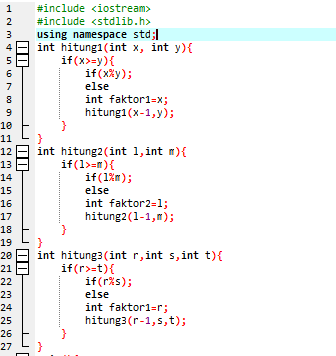 1 #include <iostream>
2 #include <stdlib.h>
3 using namespace std;
4 int hitung1(int x, int y){
5 if(x>=y){
6 if(x%y);
7 else
8 int faktor1=x;
9 hitung1(x-1,y);
10 }
11 }
12 int hitung2(int l,int m){
13 if(l>=m){
14 if(l%m);
15 else
16 int faktor2=l;
17 hitung2(l-1,m);
18 }
19 }
20 int hitung3(int r,int s,int t){
21 if(r>=t){
22 if(r%s);
23 else
24 int faktor1=r;
25 hitung3(r-1,s,t);
26 }
27 }